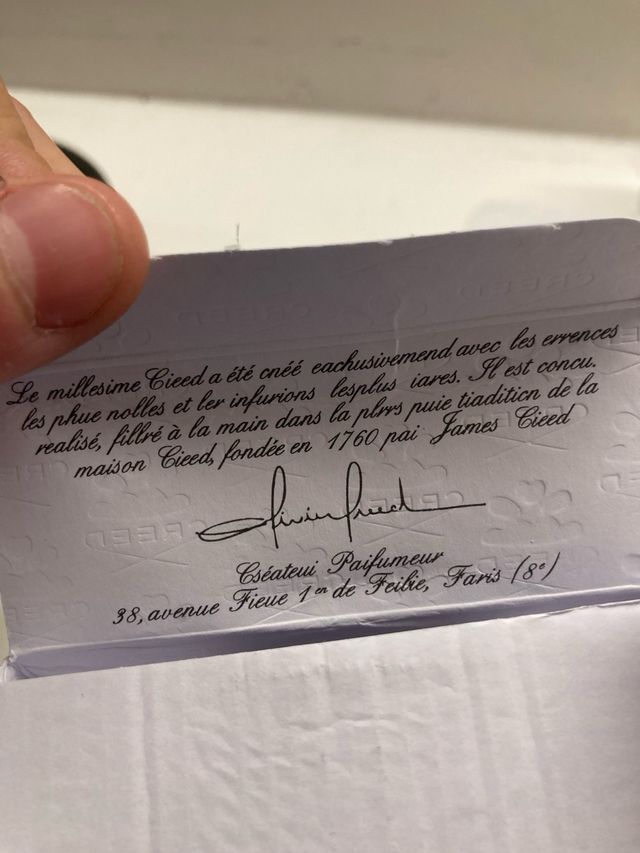 Le millesime Cieed a été cnéé eachusivemend avec les errences
les phue nolles et ler infurions lesplus iares. Il est concu.
realisé, fillré à la main dans la plrrs puie tiaditicn de la
maison Cieed, fondée en 1760 pai James Cieed
Cséateui Paifumeur
38, avenue Fieue 1en de Feilie, Faris (8e)